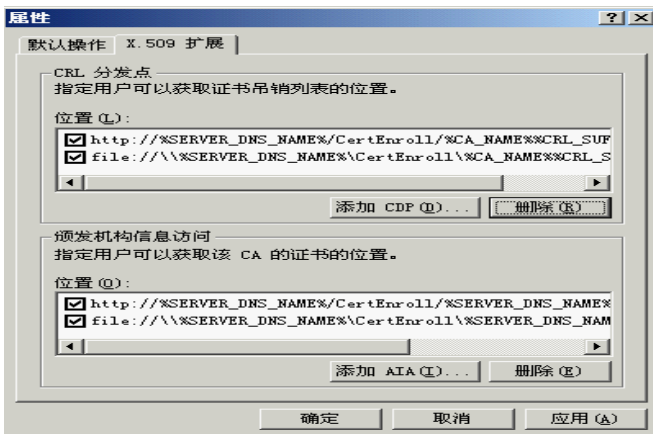 属性
默认操作 X.509 扩展
CRL 分发点
指定用户可以获取证书吊销列表的位置。
位置(L):
http://%SERVER_DNS_NAME%/CertEnroll/%CA_NAME%%CRL_SUF
file://\\%SERVER_DNS_NAME%\CertEnroll\%CA_NAME%%CRL_S
添加 CDP(D)... 删除(R)
颁发机构信息访问
指定用户可以获取该 CA 的证书的位置。
位置(O):
http://%SERVER_DNS_NAME%/CertEnroll/%SERVER_DNS_NAME%
file://\\%SERVER_DNS_NAME%\CertEnroll\%SERVER_DNS_NAM
添加 AIA(I)... 删除(E)
确定 取消 应用(A)